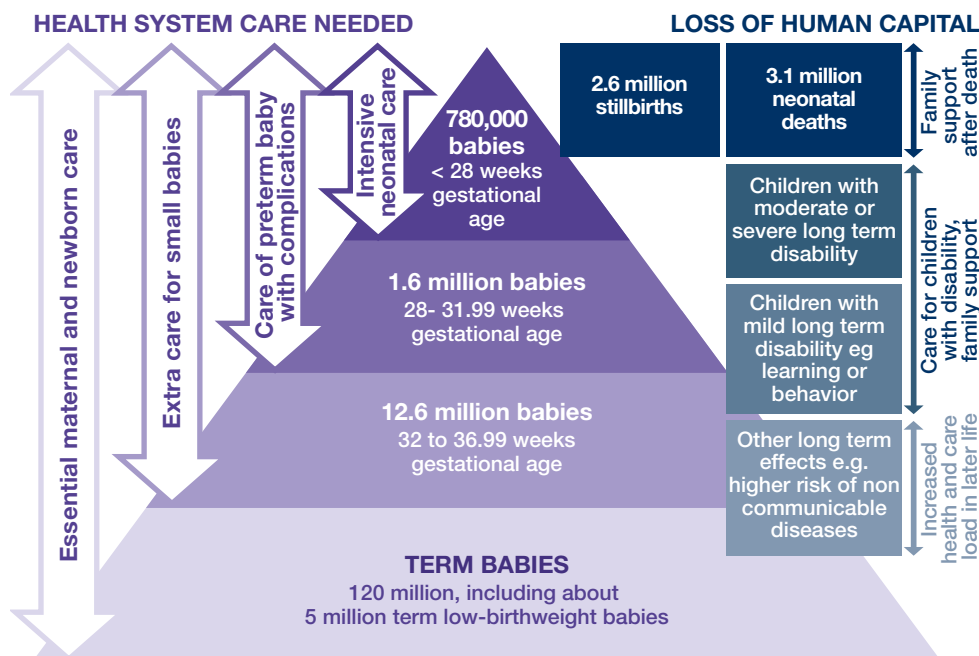 HEALTH SYSTEM CARE NEEDED
Essential maternal and newborn care
Extra care for small babies
Care of preterm baby
with complications
Intensive
neonatal care
780,000
babies
< 28 weeks
gestational
age
1.6 million babies
28- 31.99 weeks
gestational age
12.6 million babies
32 to 36.99 weeks
gestational age
TERM BABIES
120 million, including about
5 million term low-birthweight babies
LOSS OF HUMAN CAPITAL
2.6 million
stillbirths
3.1 million
neonatal
deaths
Family
support
after death
Children with
moderate or
severe long term
disability
Children with
mild long term
disability eg
learning or
behavior
Care for children
with disability,
family support
Other long term
effects e.g.
higher risk of non
communicable
diseases
Increased
health and care
load in later life